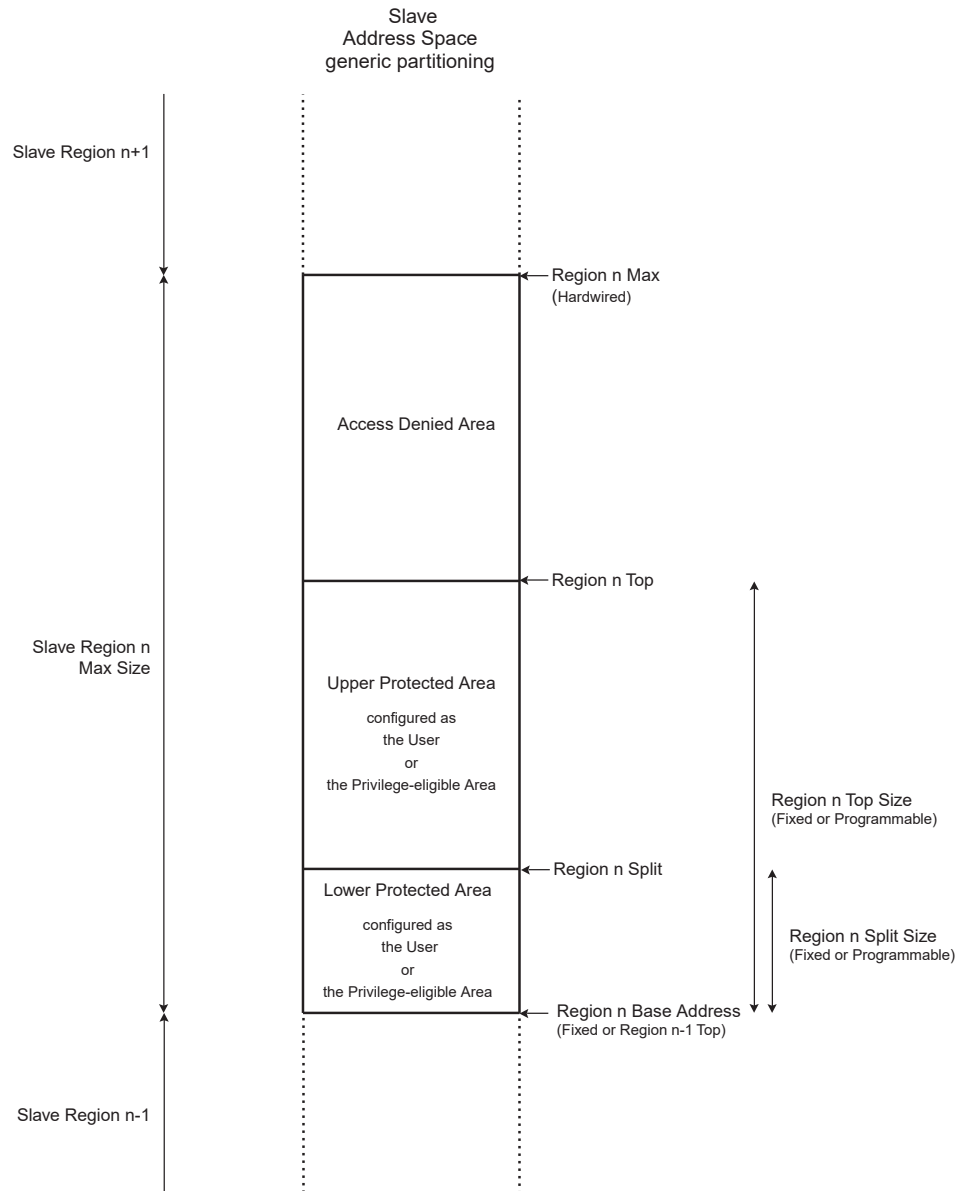 Slave
Address Space
generic partitioning
Slave Region n+1
Region n Max
(Hardwired)
Access Denied Area
Region n Top
Slave Region n
Max Size
Upper Protected Area
configured as
the User
or
the Privilege-eligible Area
Region n Top Size
(Fixed or Programmable)
Region n Split
Lower Protected Area
configured as
the User
or
the Privilege-eligible Area
Region n Split Size
(Fixed or Programmable)
Region n Base Address
(Fixed or Region n-1 Top)
Slave Region n-1